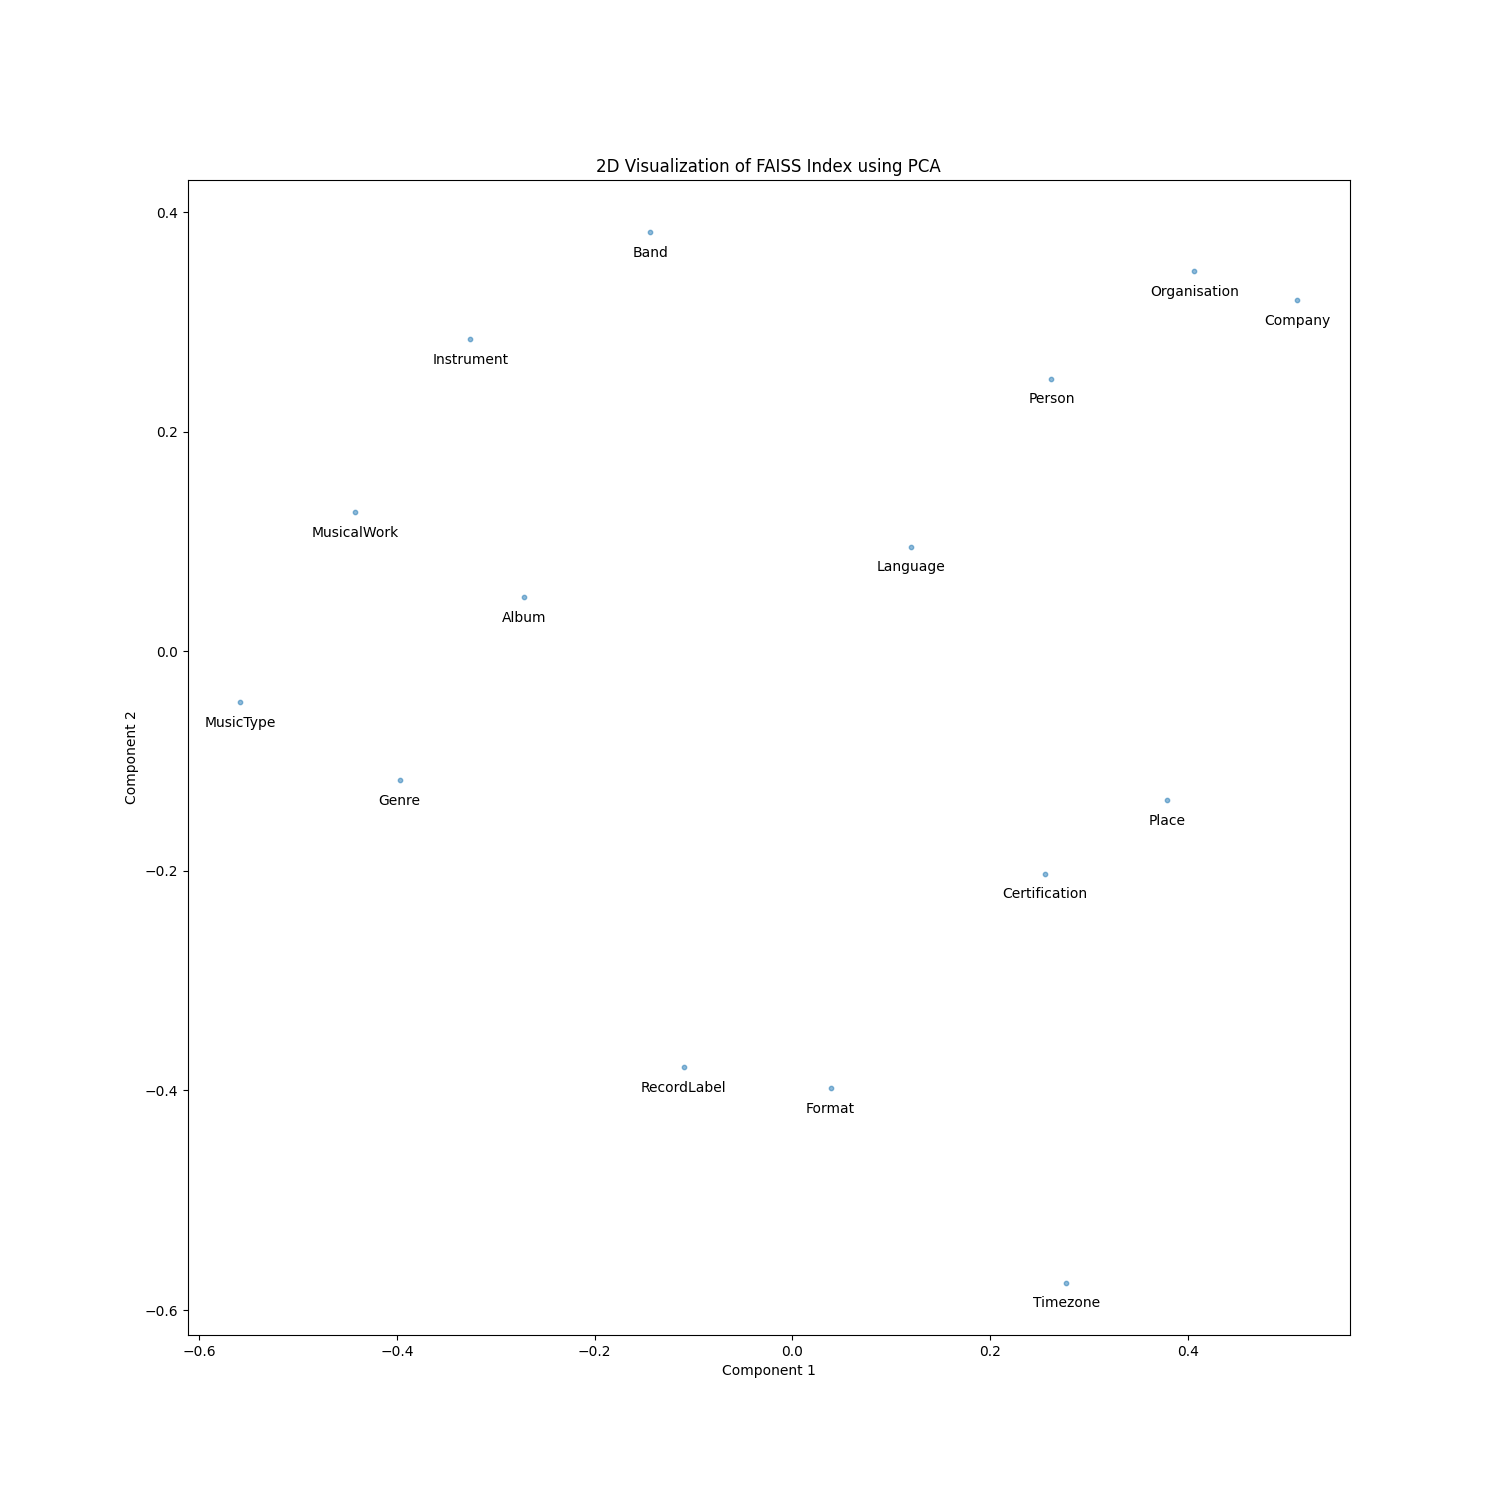 2D Visualization of FAISS Index using PCA
0.4
Band
Organisation
Company
Instrument
Person
0.2
MusicalWork
Language
Album
0.0
MusicType
Component 2
Genre
Place
−0.2
Certification
−0.4
RecordLabel
Format
Timezone
−0.6
−0.6 −0.4 −0.2 0.0 0.2 0.4
Component 1